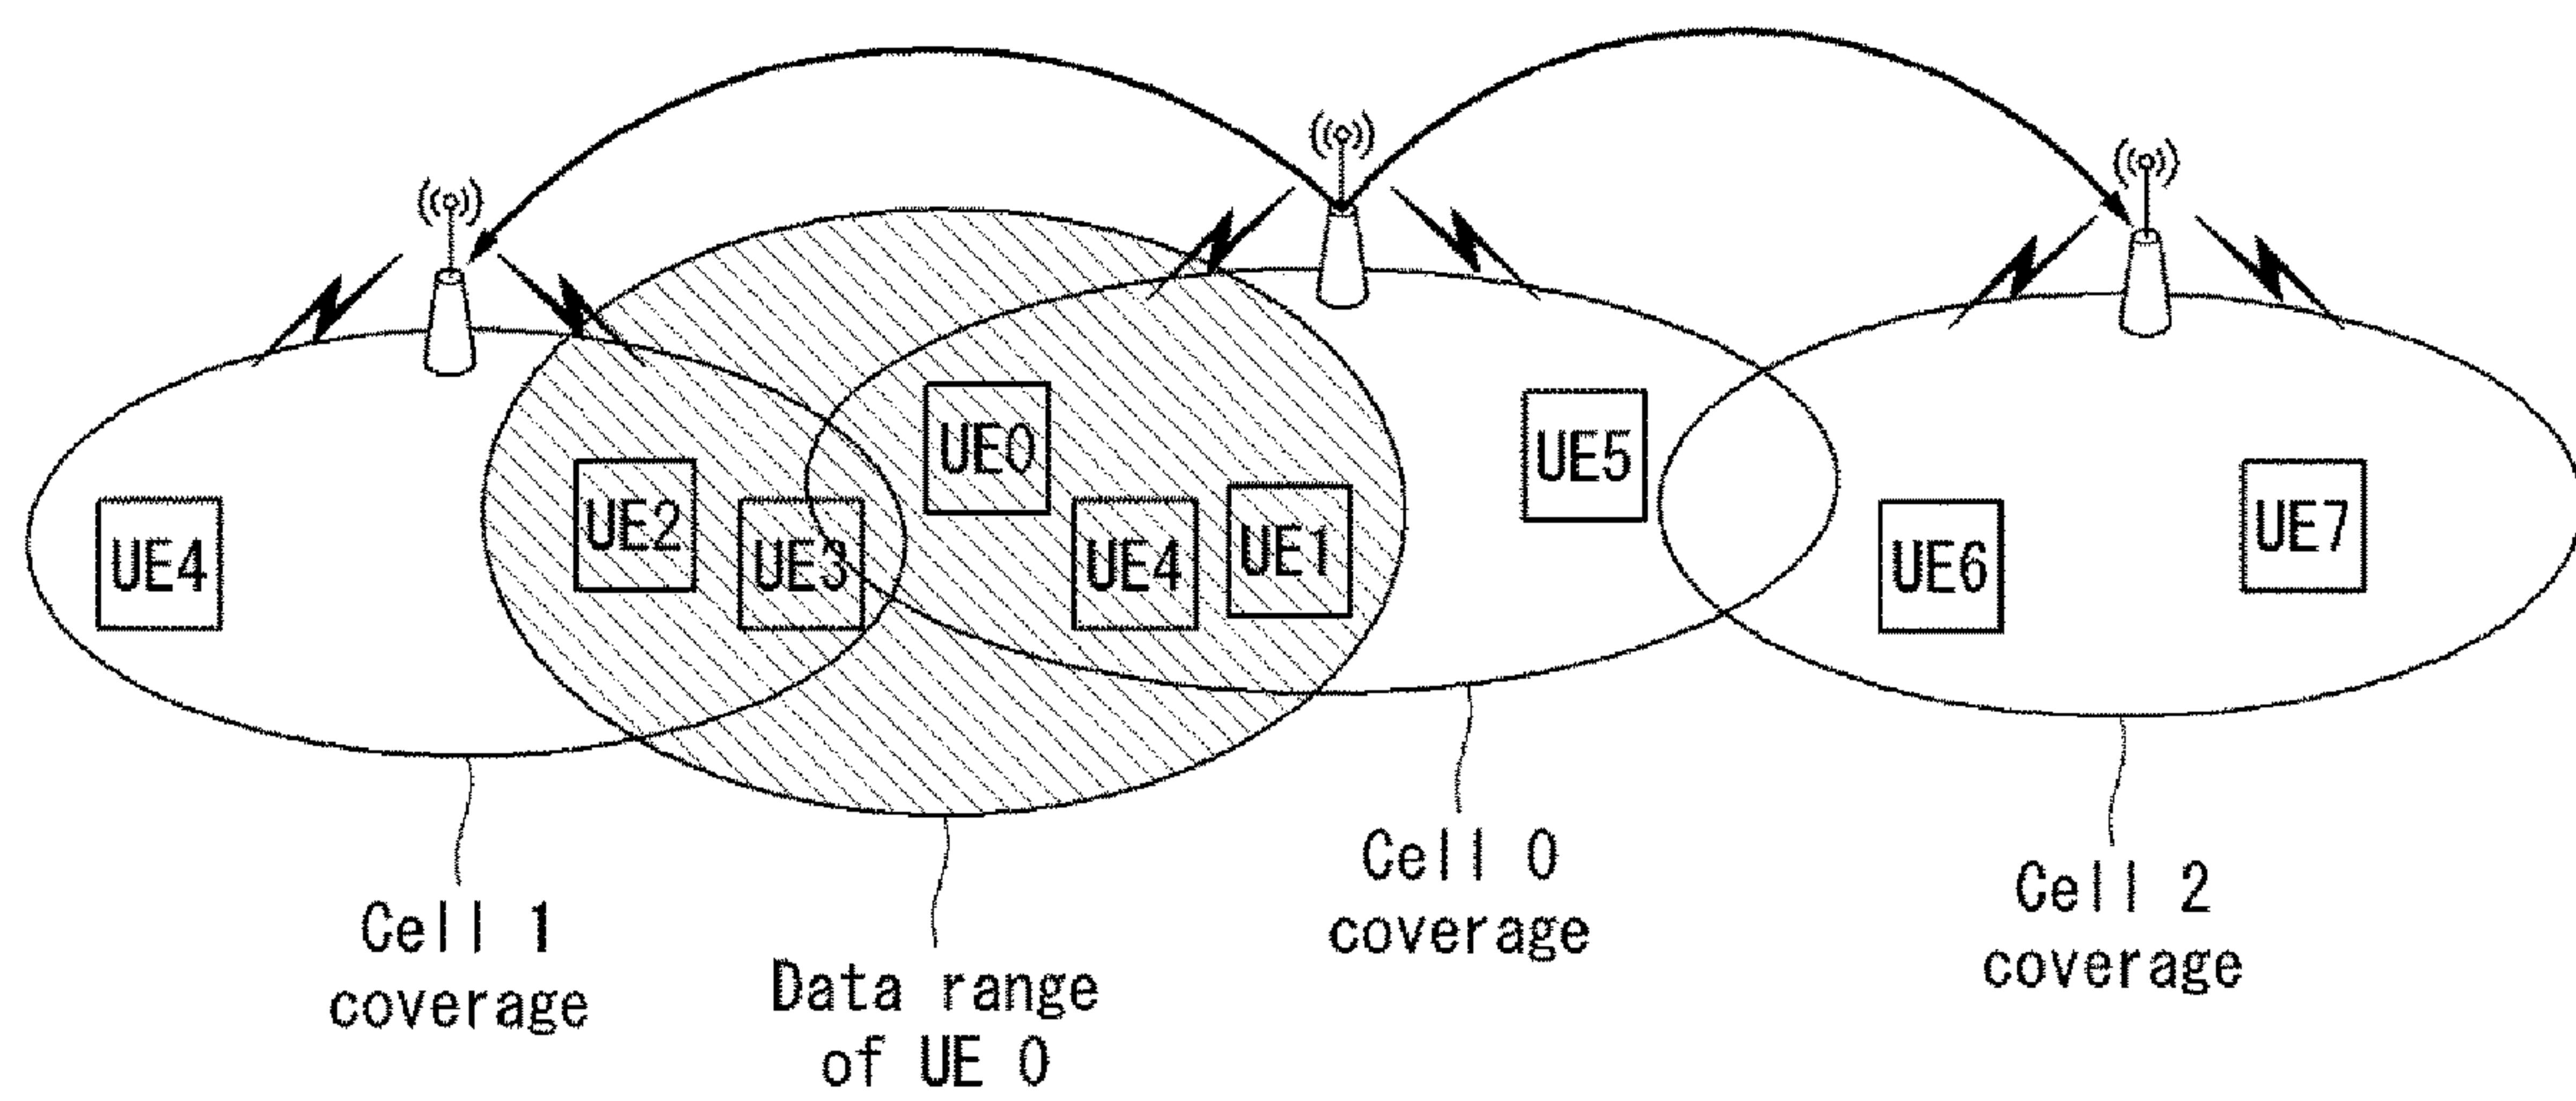 UE4
UE2
UE3
UE0
UE4
UE1
UE5
UE6
UE7
Cell 1
coverage
Data range
of UE 0
Cell 0
coverage
Cell 2
coverage